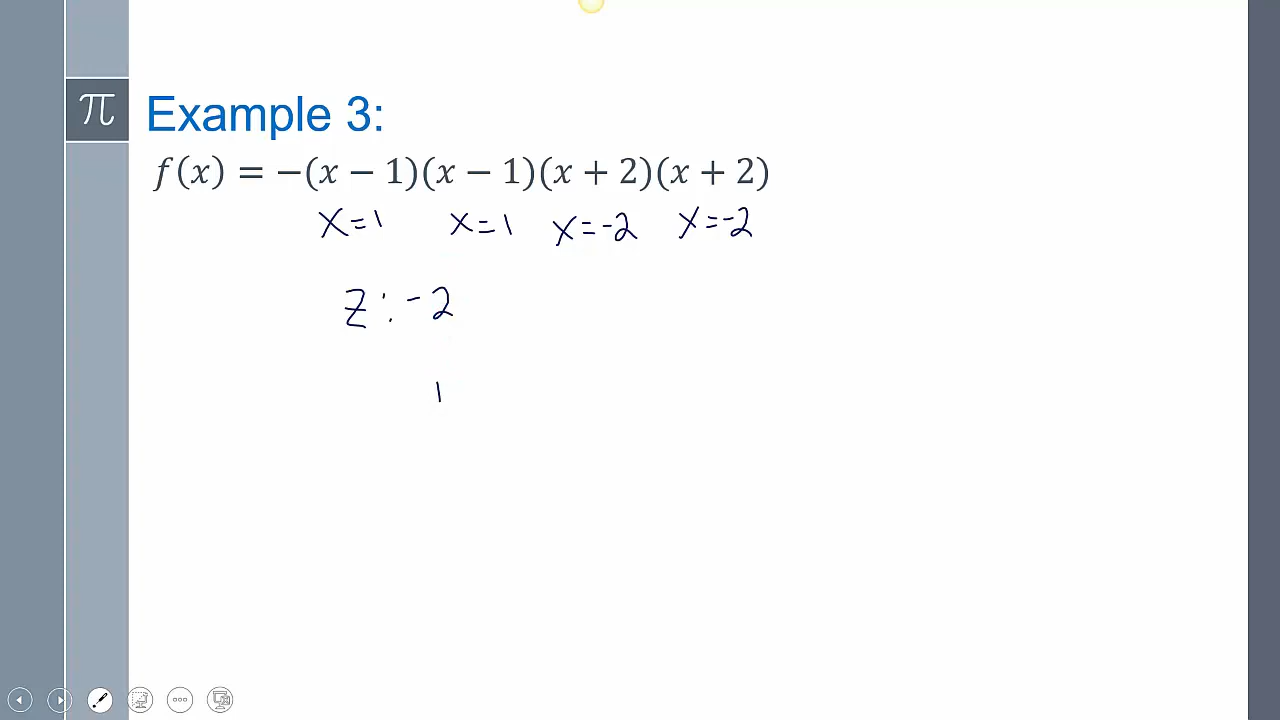 π
Example 3:
f(x) = −(x − 1)(x − 1)(x + 2)(x + 2)
x=1 x=1 x=-2 x=-2
Z: -2
1